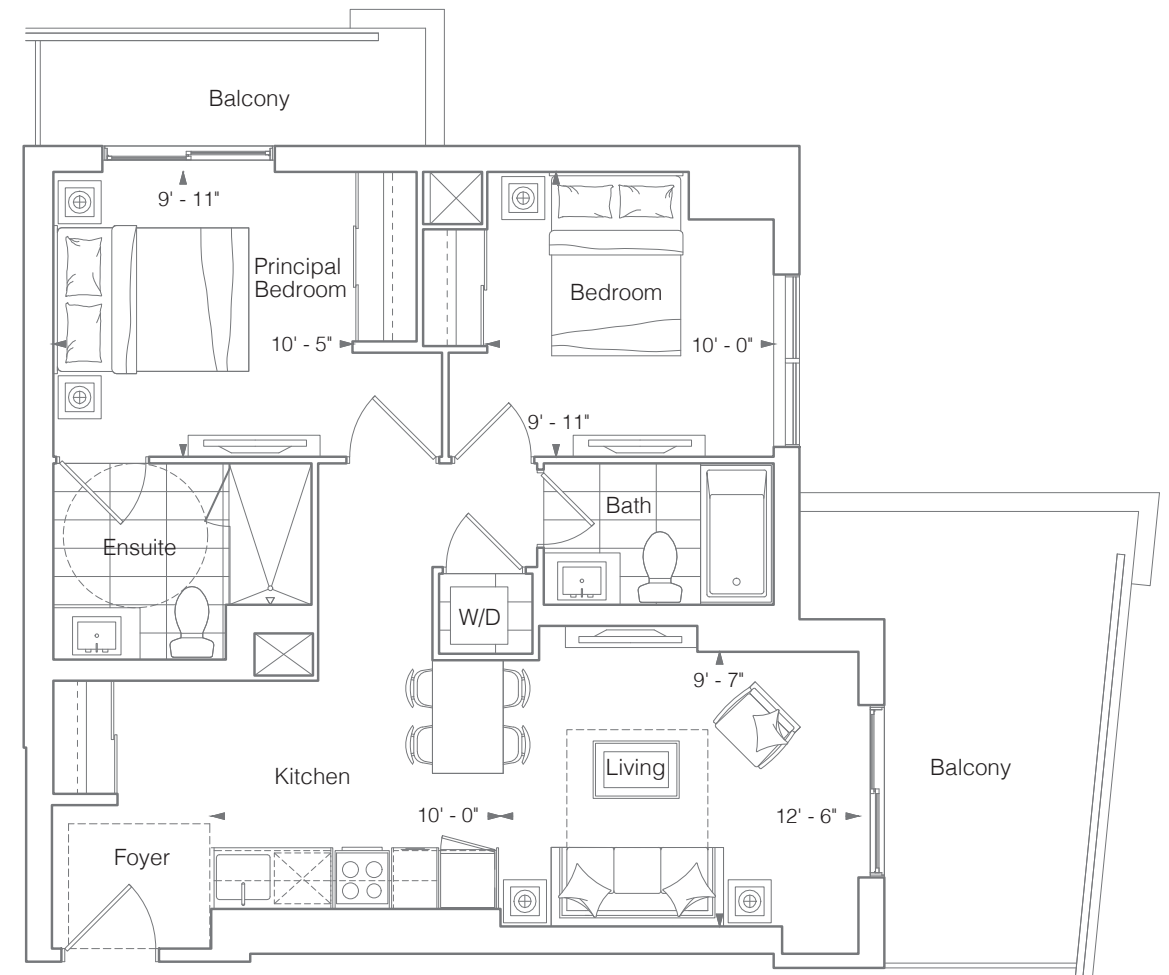 Balcony
9' - 11"
Principal
Bedroom
10' - 5"
Bedroom
10' - 0"
9' - 11"
Ensuite
Bath
W/D
9' - 7"
Kitchen
Living
Balcony
10' - 0"
12' - 6"
Foyer